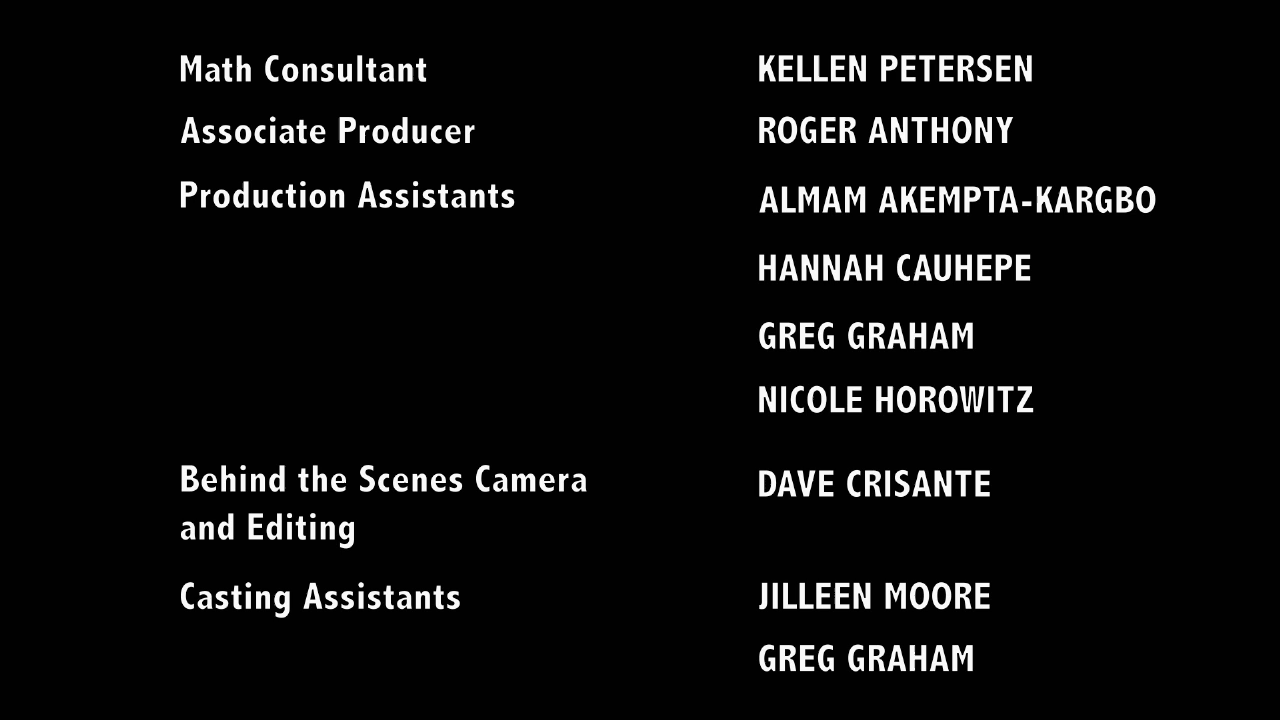 Math Consultant KELLEN PETERSEN
Associate Producer ROGER ANTHONY
Production Assistants ALMAM AKEMPTA-KARGBO
HANNAH CAUHEPE
GREG GRAHAM
NICOLE HOROWITZ
Behind the Scenes Camera DAVE CRISANTE
and Editing
Casting Assistants JILLEEN MOORE
GREG GRAHAM